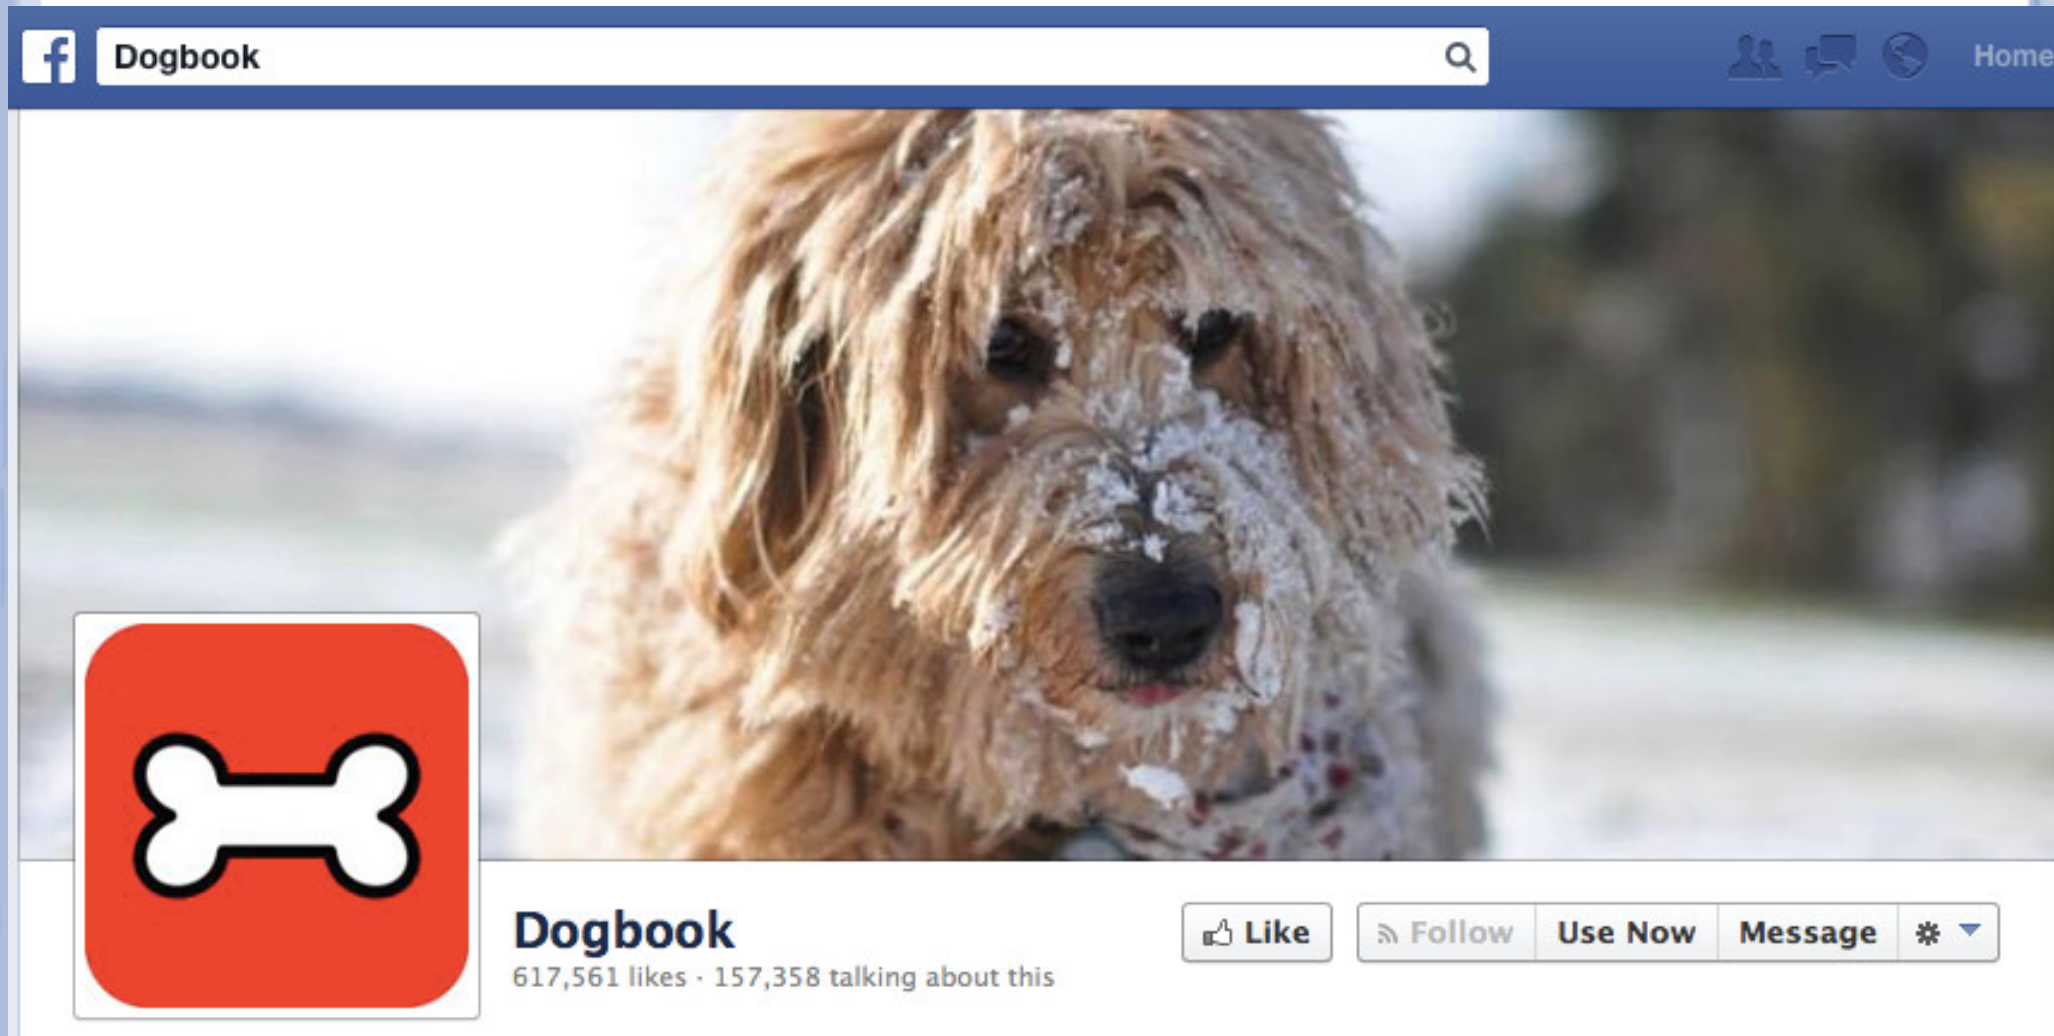 f Dogbook Home
Dogbook
617,561 likes · 157,358 talking about this
Like Follow Use Now Message